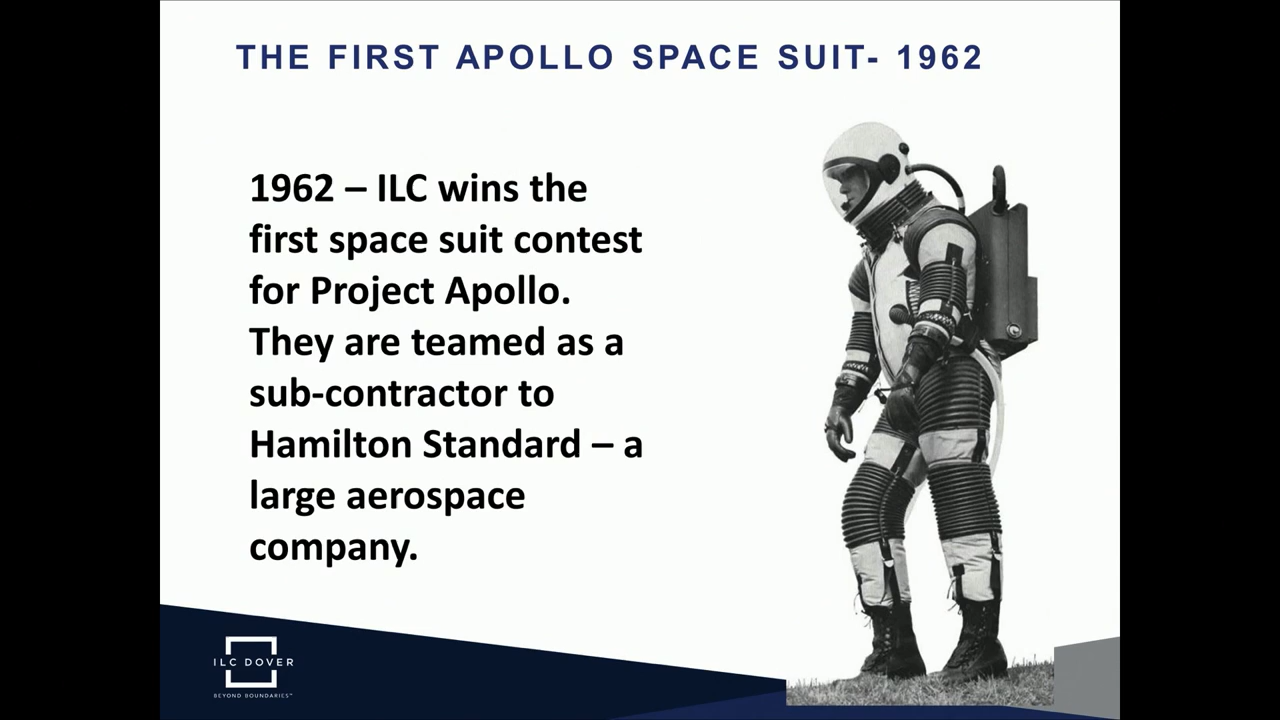 THE FIRST APOLLO SPACE SUIT- 1962
1962 – ILC wins the
first space suit contest
for Project Apollo.
They are teamed as a
sub-contractor to
Hamilton Standard – a
large aerospace
company.
ILC DOVER
BEYOND BOUNDARIES™